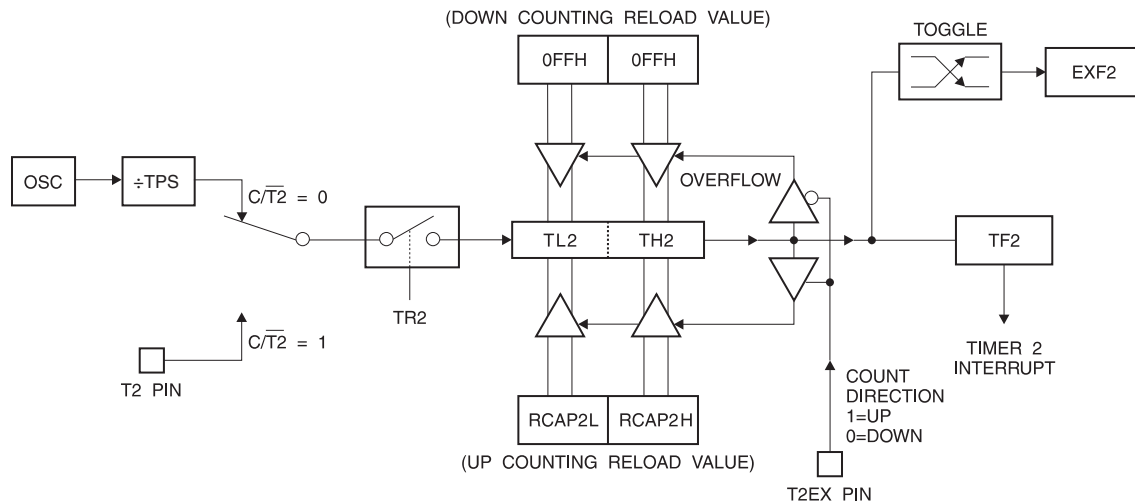 (DOWN COUNTING RELOAD VALUE)
TOGGLE
0FFH
0FFH
EXF2
OVERFLOW
OSC
÷TPS
C/T2̅ = 0
TL2
TH2
TF2
TR2
C/T2̅ = 1
T2 PIN
TIMER 2
INTERRUPT
COUNT
DIRECTION
1=UP
0=DOWN
RCAP2L
RCAP2H
(UP COUNTING RELOAD VALUE)
T2EX PIN